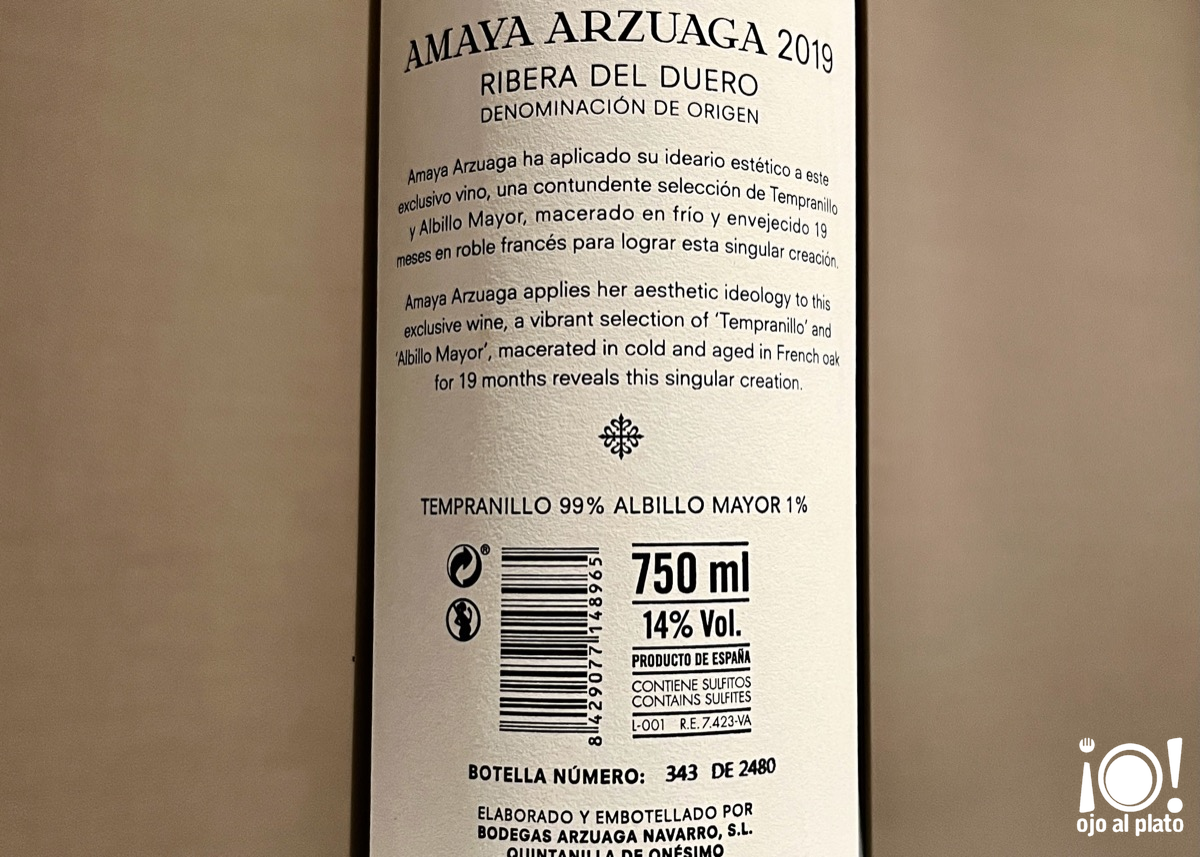 AMAYA ARZUAGA 2019
RIBERA DEL DUERO
DENOMINACIÓN DE ORIGEN
Amaya Arzuaga ha aplicado su ideario estético a este
exclusivo vino, una contundente selección de Tempranillo
y Albillo Mayor, macerado en frío y envejecido 19
meses en roble francés para lograr esta singular creación.
Amaya Arzuaga applies her aesthetic ideology to this
exclusive wine, a vibrant selection of ‘Tempranillo’ and
‘Albillo Mayor’, macerated in cold and aged in French oak
for 19 months reveals this singular creation.
TEMPRANILLO 99% ALBILLO MAYOR 1%
®
8 429077 148965
750 ml
14% Vol.
PRODUCTO DE ESPAÑA
CONTIENE SULFITOS
CONTAINS SULFITES
L-001 R.E. 7.423-VA
BOTELLA NÚMERO: 343 DE 2480
ELABORADO Y EMBOTELLADO POR
BODEGAS ARZUAGA NAVARRO, S.L.
QUINTANILLA DE ONÉSIMO
¡O!
ojo al plato